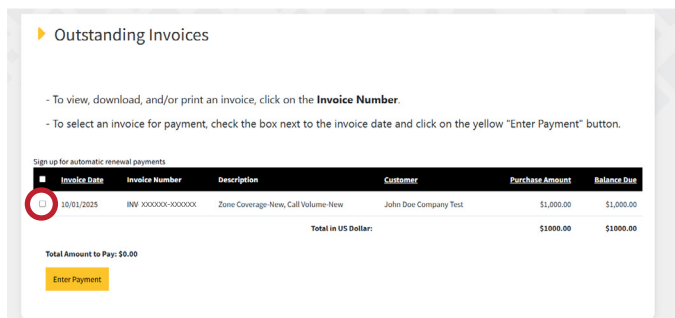 Outstanding Invoices
- To view, download, and/or print an invoice, click on the Invoice Number.
- To select an invoice for payment, check the box next to the invoice date and click on the yellow "Enter Payment" button.
Sign up for automatic renewal payments
Invoice Date Invoice Number Description Customer Purchase Amount Balance Due
10/01/2025 INV-XXXXXX-XXXXXX Zone Coverage-New, Call Volume-New John Doe Company Test $1,000.00 $1,000.00
Total in US Dollar: $1000.00 $1000.00
Total Amount to Pay: $0.00
Enter Payment